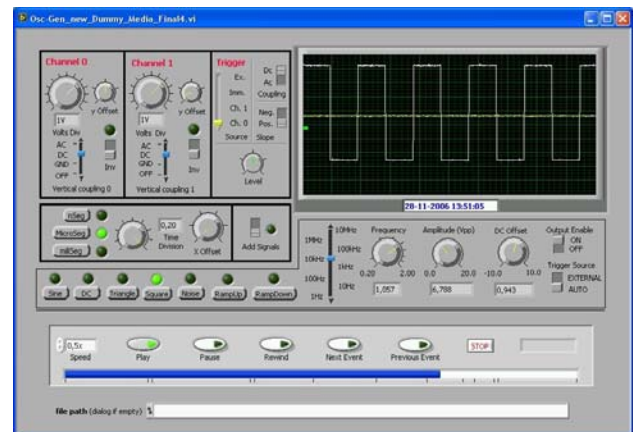 Osc-Gen_new_Dummy_Media_Final4.vi
Channel 0
y Offset
1V
Volts Div
AC
DC
GND
OFF
Inv
Vertical coupling 0
Channel 1
y Offset
1V
Volts Div
AC
DC
GND
OFF
Inv
Vertical coupling 1
Trigger
Ex.
Imm.
Ch. 1
Ch. 0
Source
Dc
Ac
Coupling
Neg.
Pos.
Slope
Level
28-11-2006 13:51:05
nSeg
MicroSeg
miliSeg
0,20
Time
Division
X Offset
Add Signals
Sine
DC
Triangle
Square
Noise
RampUp
RampDown
10MHz
1MHz
100kHz
10kHz
1kHz
100Hz
10Hz
1Hz
Frequency
0.20 2.00
1,057
Amplitude (Vpp)
0.0 20.0
6,788
DC Offset
-10.0 10.0
0,943
Output Enable
ON
OFF
Trigger Source
EXTERNAL
AUTO
0,5x
Speed
Play
Pause
Rewind
Next Event
Previous Event
STOP
file path (dialog if empty)